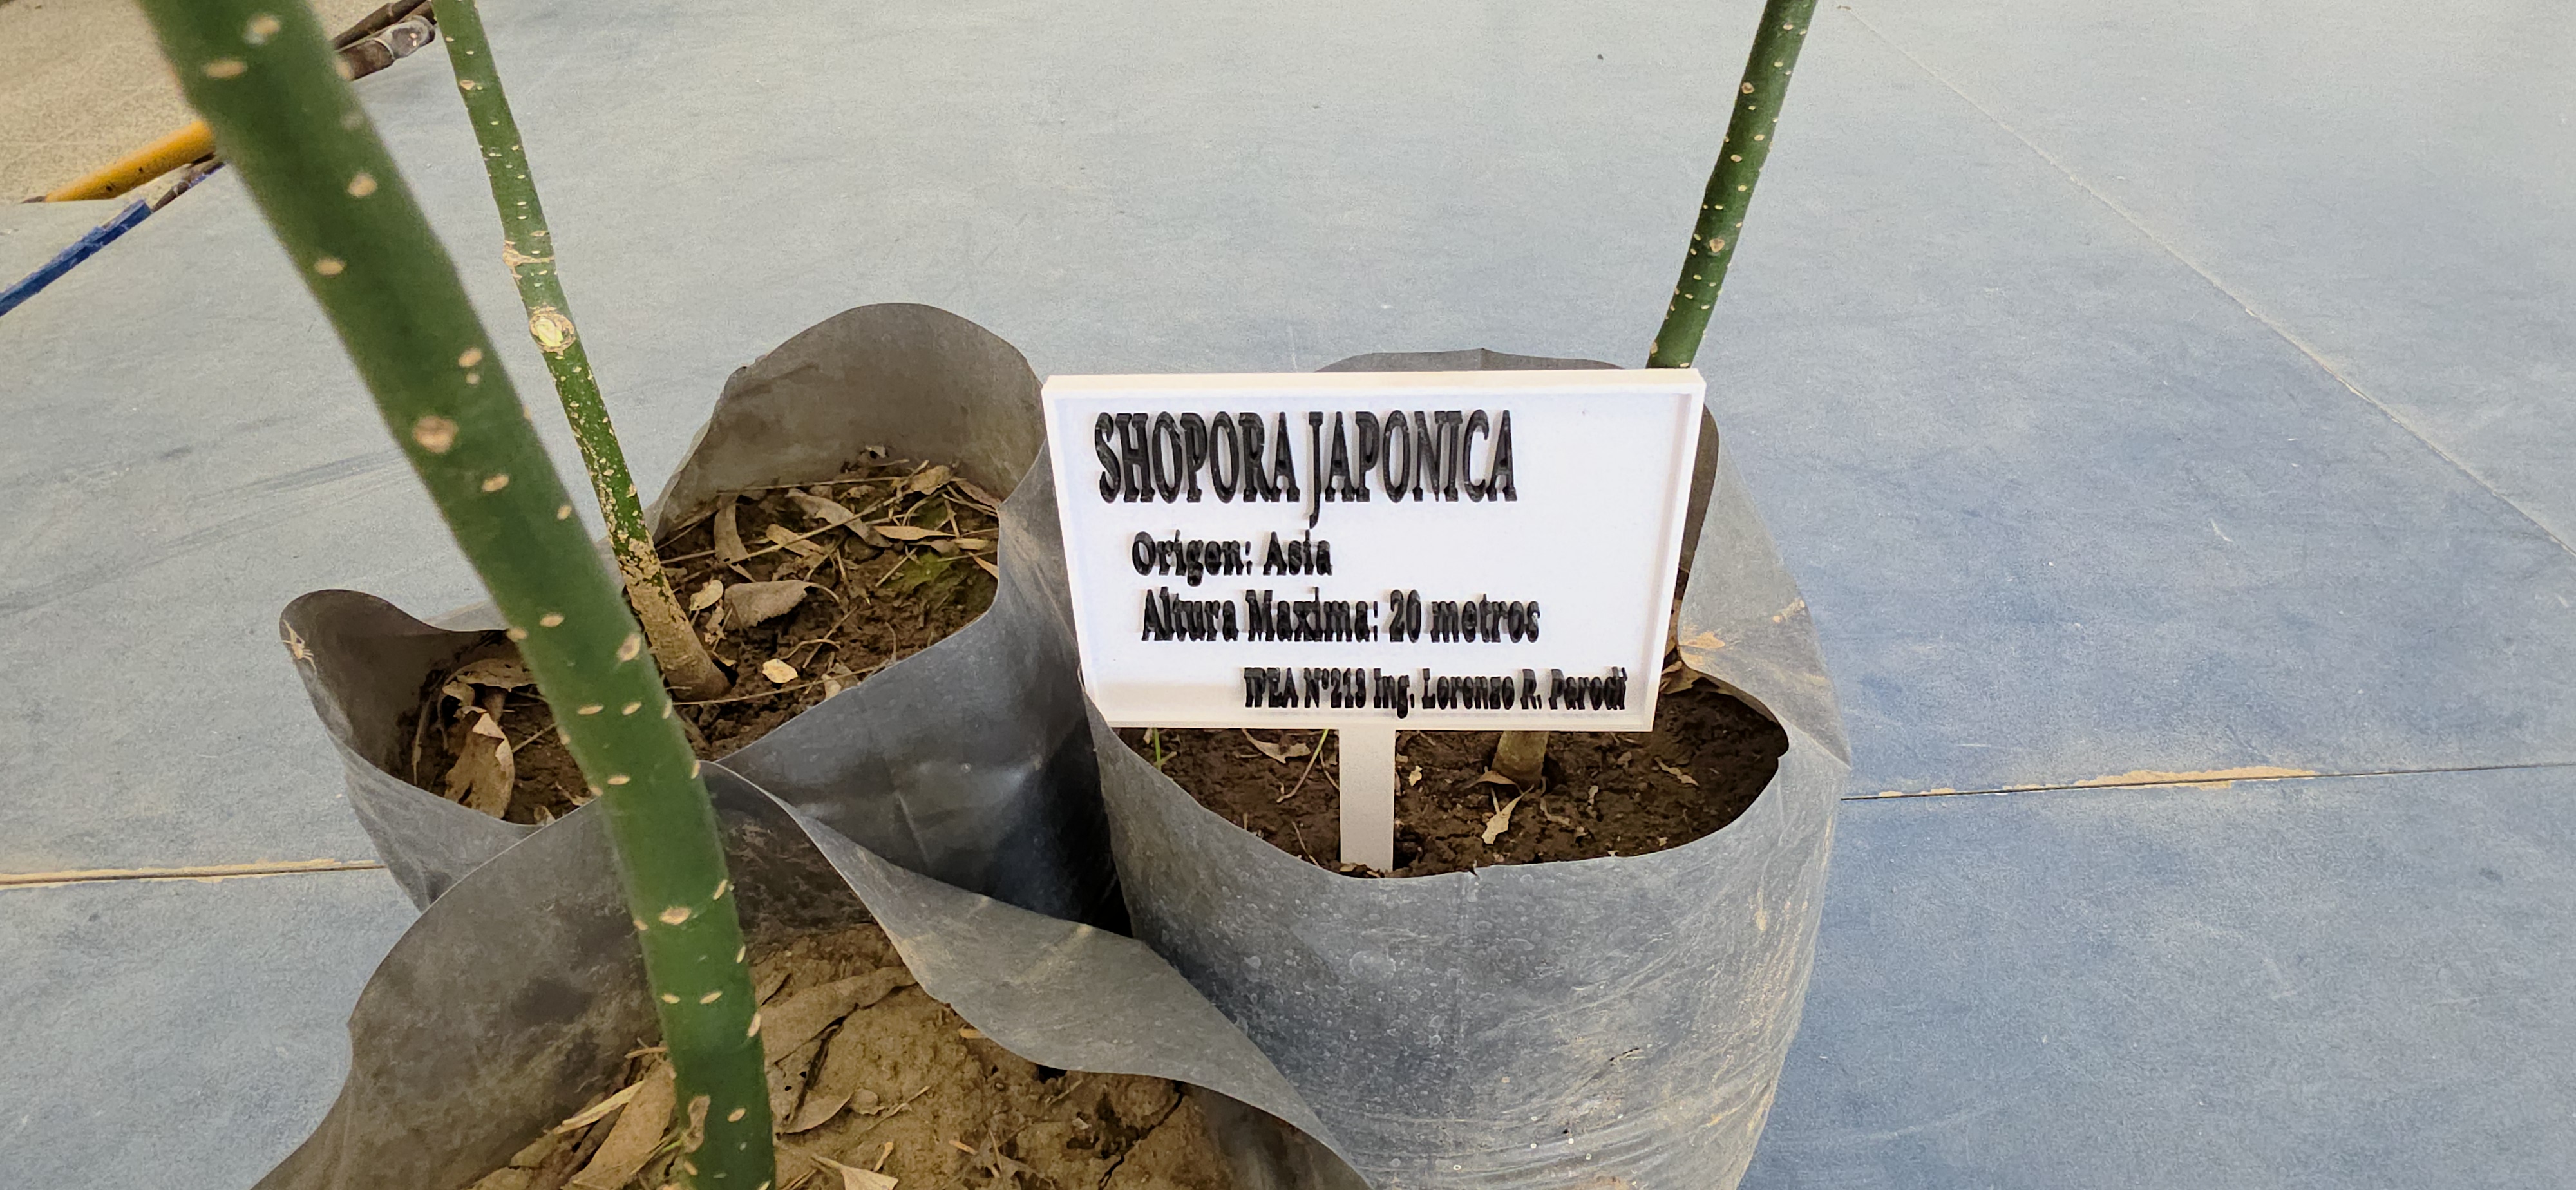 SHOPORA JAPONICA
Origen: Asia
Altura Maxima: 20 metros
IPEA N°213 Ing. Lorenzo R. Parodi